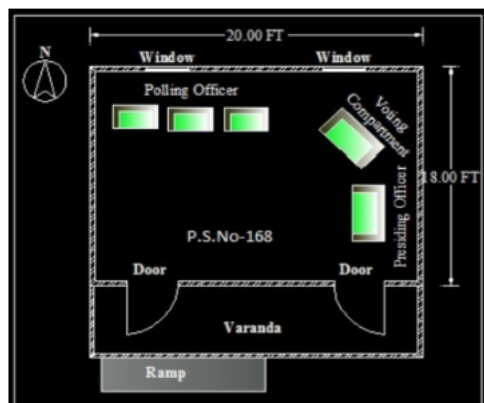 20.00 FT
N
Window
Window
Polling Officer
Voting
Compartment
18.00 FT
Presiding Officer
P.S.No-168
Door
Door
Varanda
Ramp